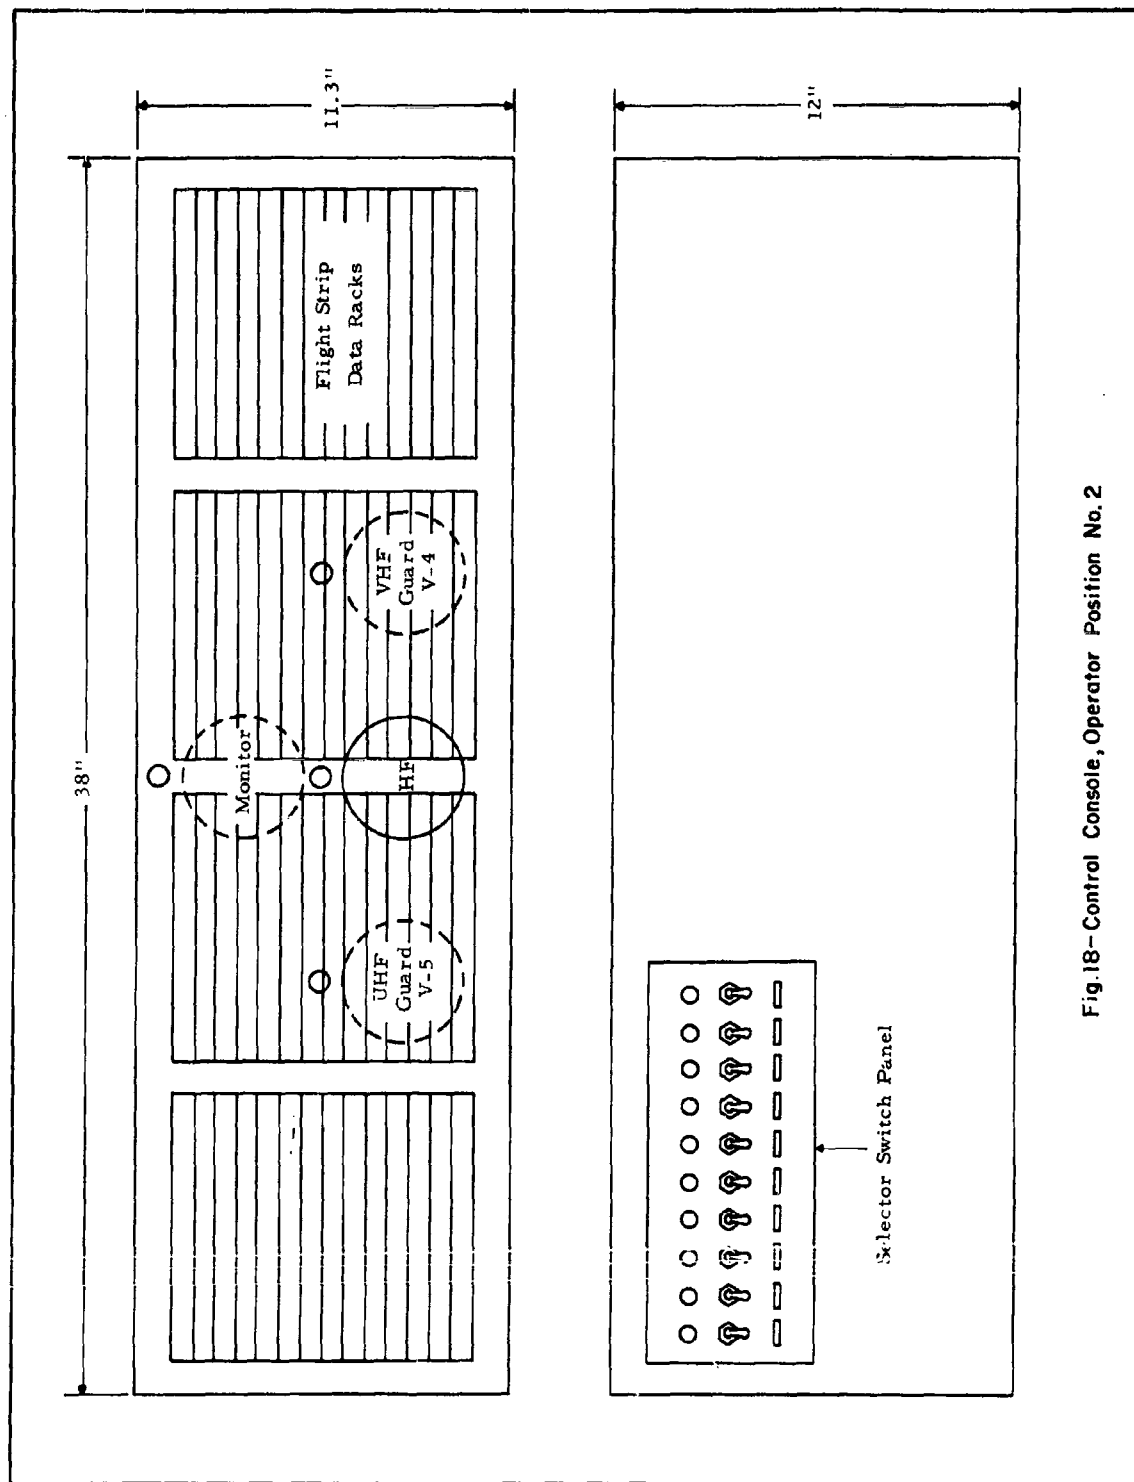 38"
11.3"
Monitor
UHF
Guard
V-5
HF
VHF
Guard
V-4
Flight Strip
Data Racks
12"
Selector Switch Panel
Fig.18-Control Console, Operator Position No. 2